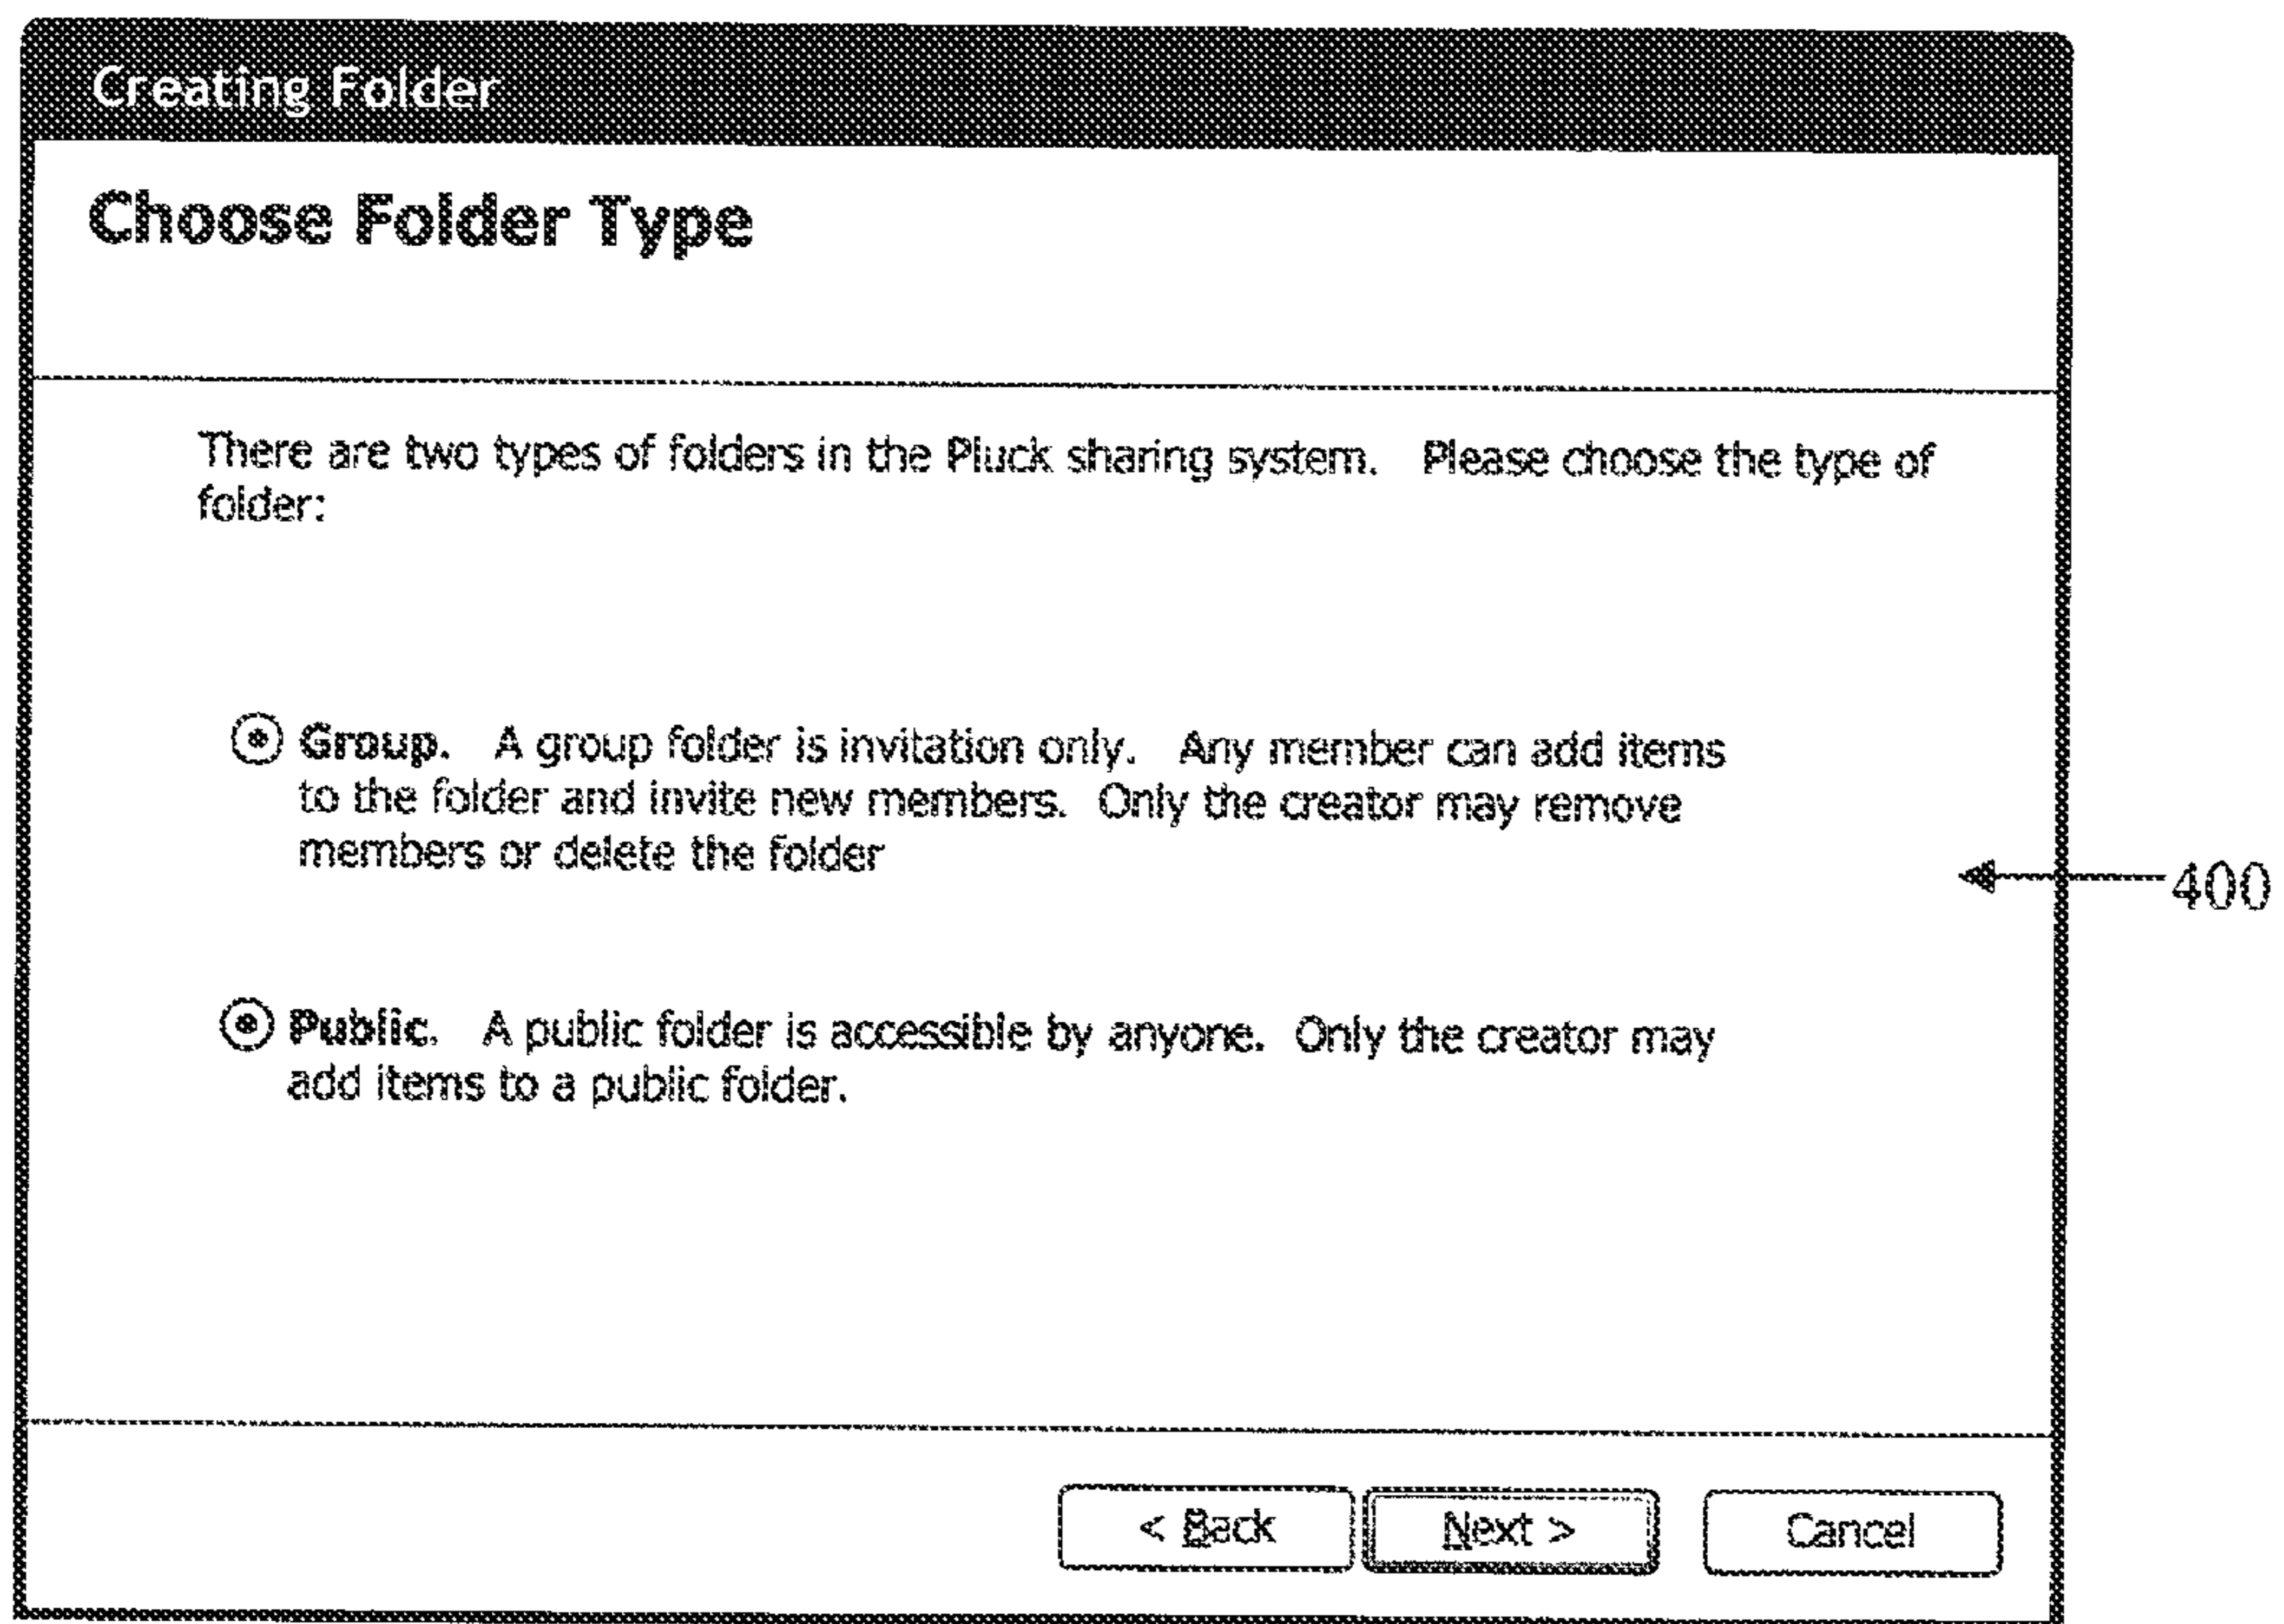 Creating Folder
Choose Folder Type
There are two types of folders in the Pluck sharing system. Please choose the type of
folder:
Group. A group folder is invitation only. Any member can add items
to the folder and invite new members. Only the creator may remove
members or delete the folder
400
Public. A public folder is accessible by anyone. Only the creator may
add items to a public folder.
< Back Next > Cancel